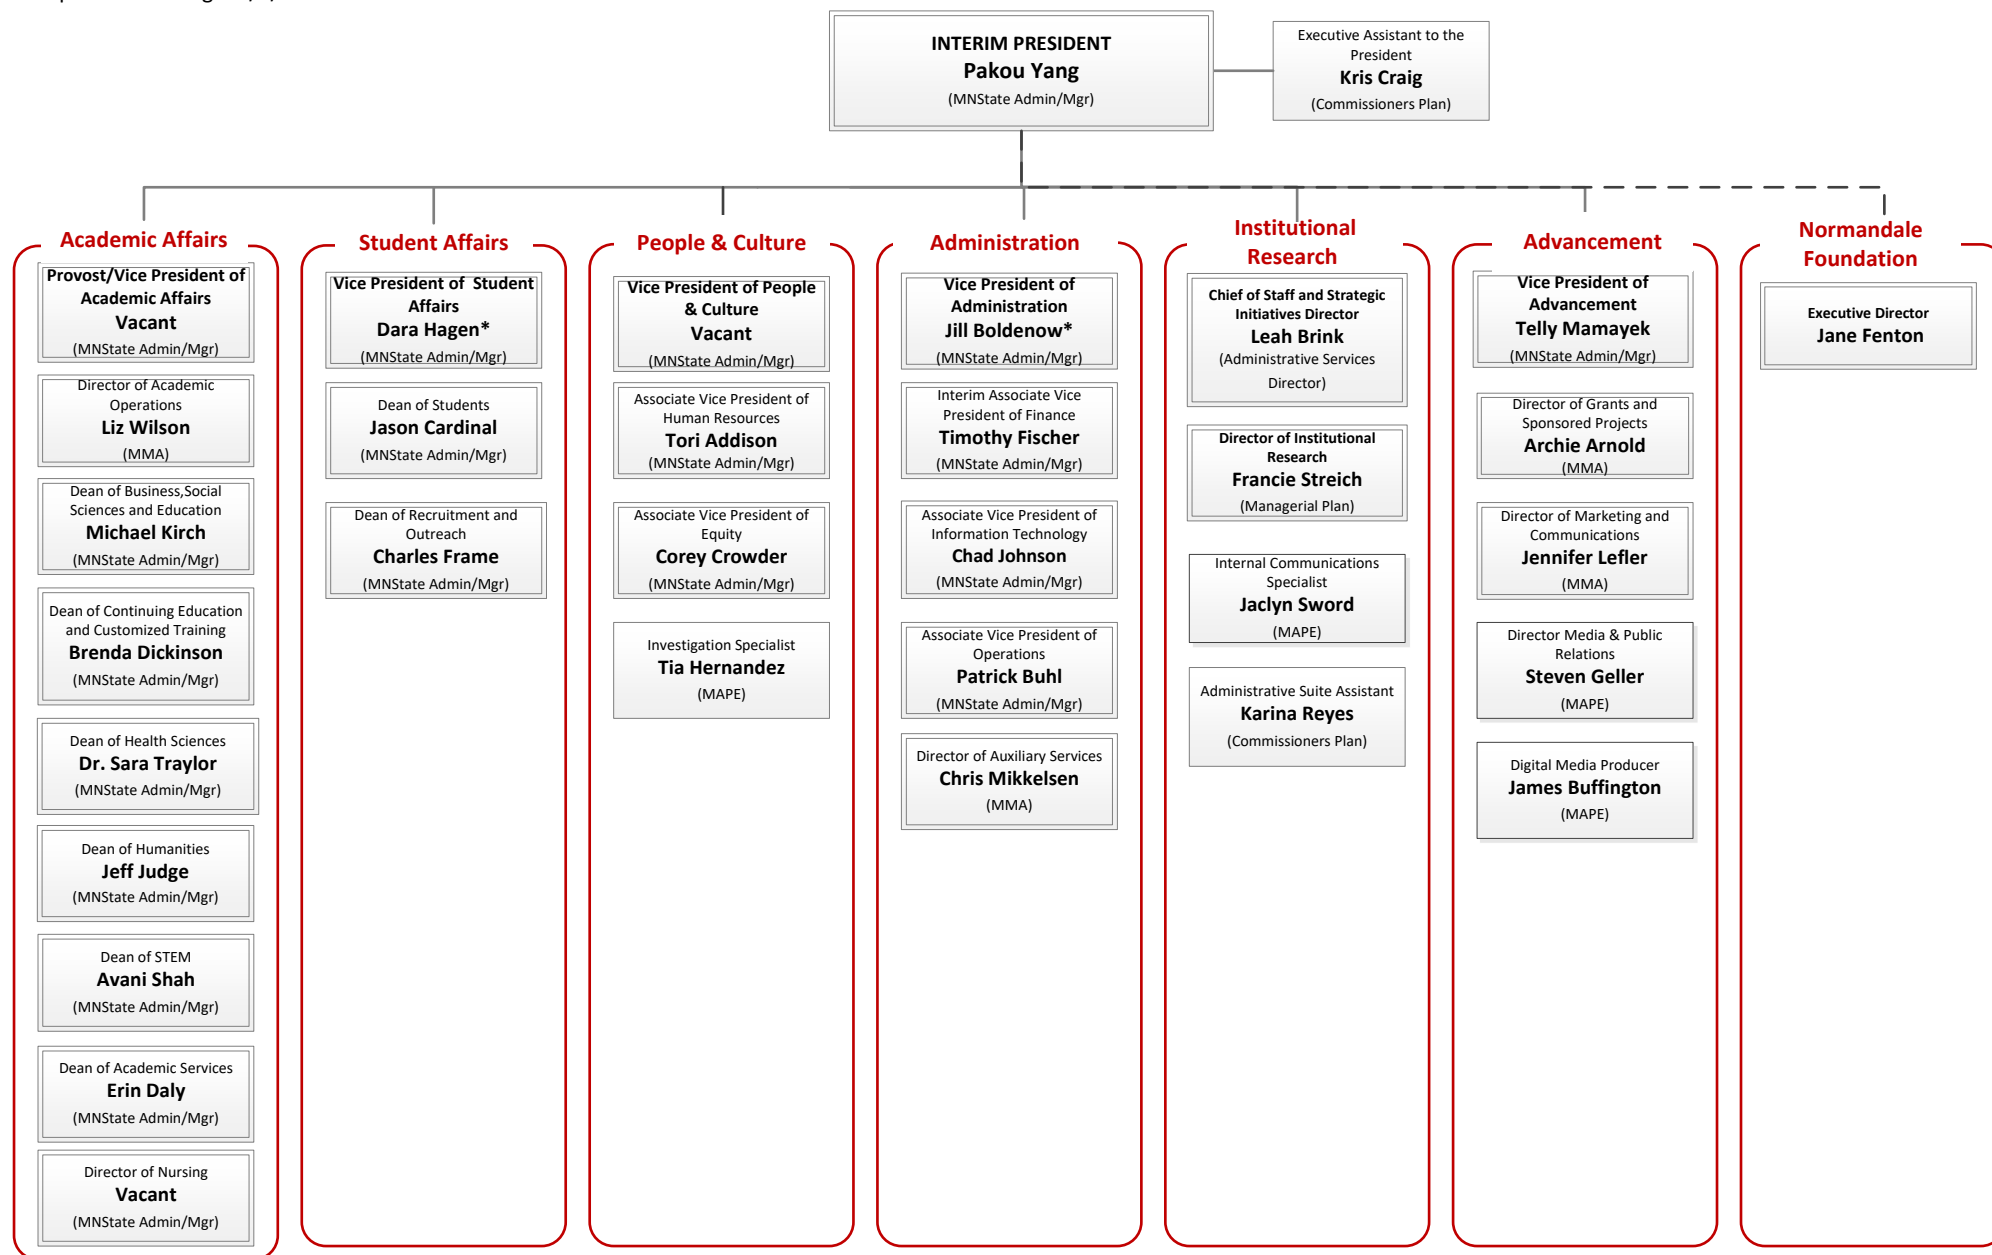 INTERIM PRESIDENT
Pakou Yang
(MNState Admin/Mgr)
Executive Assistant to the
President
Kris Craig
(Commissioners Plan)
Academic Affairs
Provost/Vice President of
Academic Affairs
Vacant
(MNState Admin/Mgr)
Director of Academic
Operations
Liz Wilson
(MMA)
Dean of Business,Social
Sciences and Education
Michael Kirch
(MNState Admin/Mgr)
Dean of Continuing Education
and Customized Training
Brenda Dickinson
(MNState Admin/Mgr)
Dean of Health Sciences
Dr. Sara Traylor
(MNState Admin/Mgr)
Dean of Humanities
Jeff Judge
(MNState Admin/Mgr)
Dean of STEM
Avani Shah
(MNState Admin/Mgr)
Dean of Academic Services
Erin Daly
(MNState Admin/Mgr)
Director of Nursing
Vacant
(MNState Admin/Mgr)
Student Affairs
Vice President of Student
Affairs
Dara Hagen*
(MNState Admin/Mgr)
Dean of Students
Jason Cardinal
(MNState Admin/Mgr)
Dean of Recruitment and
Outreach
Charles Frame
(MNState Admin/Mgr)
People & Culture
Vice President of People
& Culture
Vacant
(MNState Admin/Mgr)
Associate Vice President of
Human Resources
Tori Addison
(MNState Admin/Mgr)
Associate Vice President of
Equity
Corey Crowder
(MNState Admin/Mgr)
Investigation Specialist
Tia Hernandez
(MAPE)
Administration
Vice President of
Administration
Jill Boldenow*
(MNState Admin/Mgr)
Interim Associate Vice
President of Finance
Timothy Fischer
(MNState Admin/Mgr)
Associate Vice President of
Information Technology
Chad Johnson
(MNState Admin/Mgr)
Associate Vice President of
Operations
Patrick Buhl
(MNState Admin/Mgr)
Director of Auxiliary Services
Chris Mikkelsen
(MMA)
Institutional
Research
Chief of Staff and Strategic
Initiatives Director
Leah Brink
(Administrative Services
Director)
Director of Institutional
Research
Francie Streich
(Managerial Plan)
Internal Communications
Specialist
Jaclyn Sword
(MAPE)
Administrative Suite Assistant
Karina Reyes
(Commissioners Plan)
Advancement
Vice President of
Advancement
Telly Mamayek
(MNState Admin/Mgr)
Director of Grants and
Sponsored Projects
Archie Arnold
(MMA)
Director of Marketing and
Communications
Jennifer Lefler
(MMA)
Director Media & Public
Relations
Steven Geller
(MAPE)
Digital Media Producer
James Buffington
(MAPE)
Normandale
Foundation
Executive Director
Jane Fenton